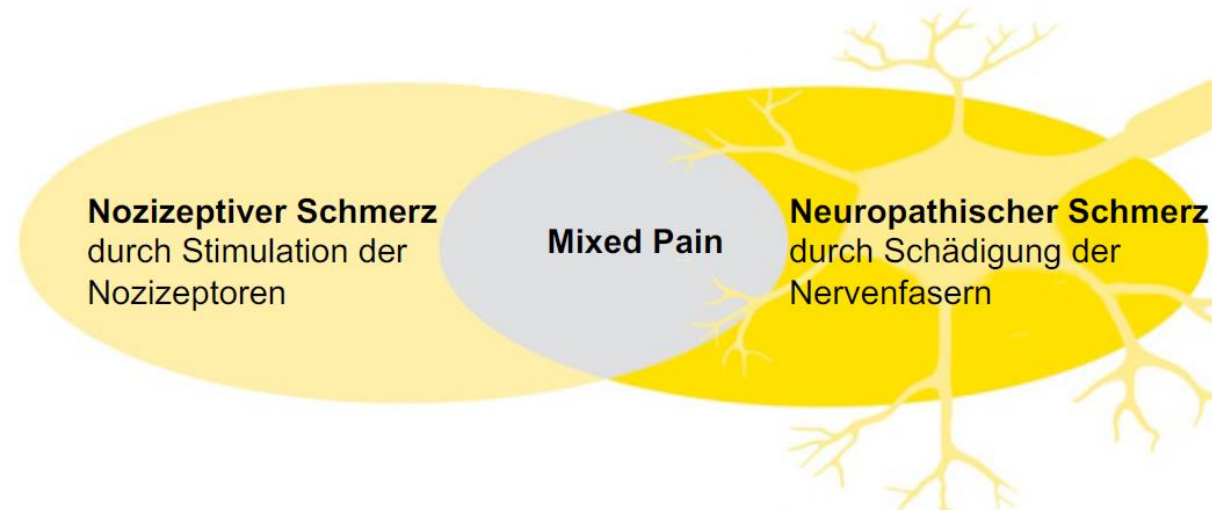 Nozizeptiver Schmerz
durch Stimulation der
Nozizeptoren
Mixed Pain
Neuropathischer Schmerz
durch Schädigung der
Nervenfasern